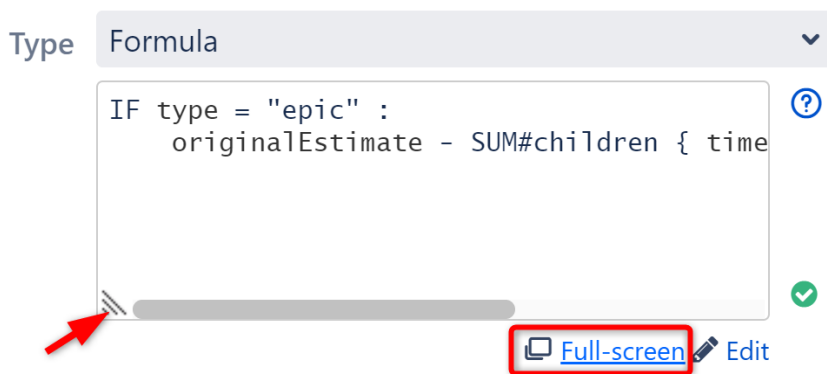 Type Formula
IF type = "epic" :
originalEstimate - SUM#children { time
Full-screen Edit